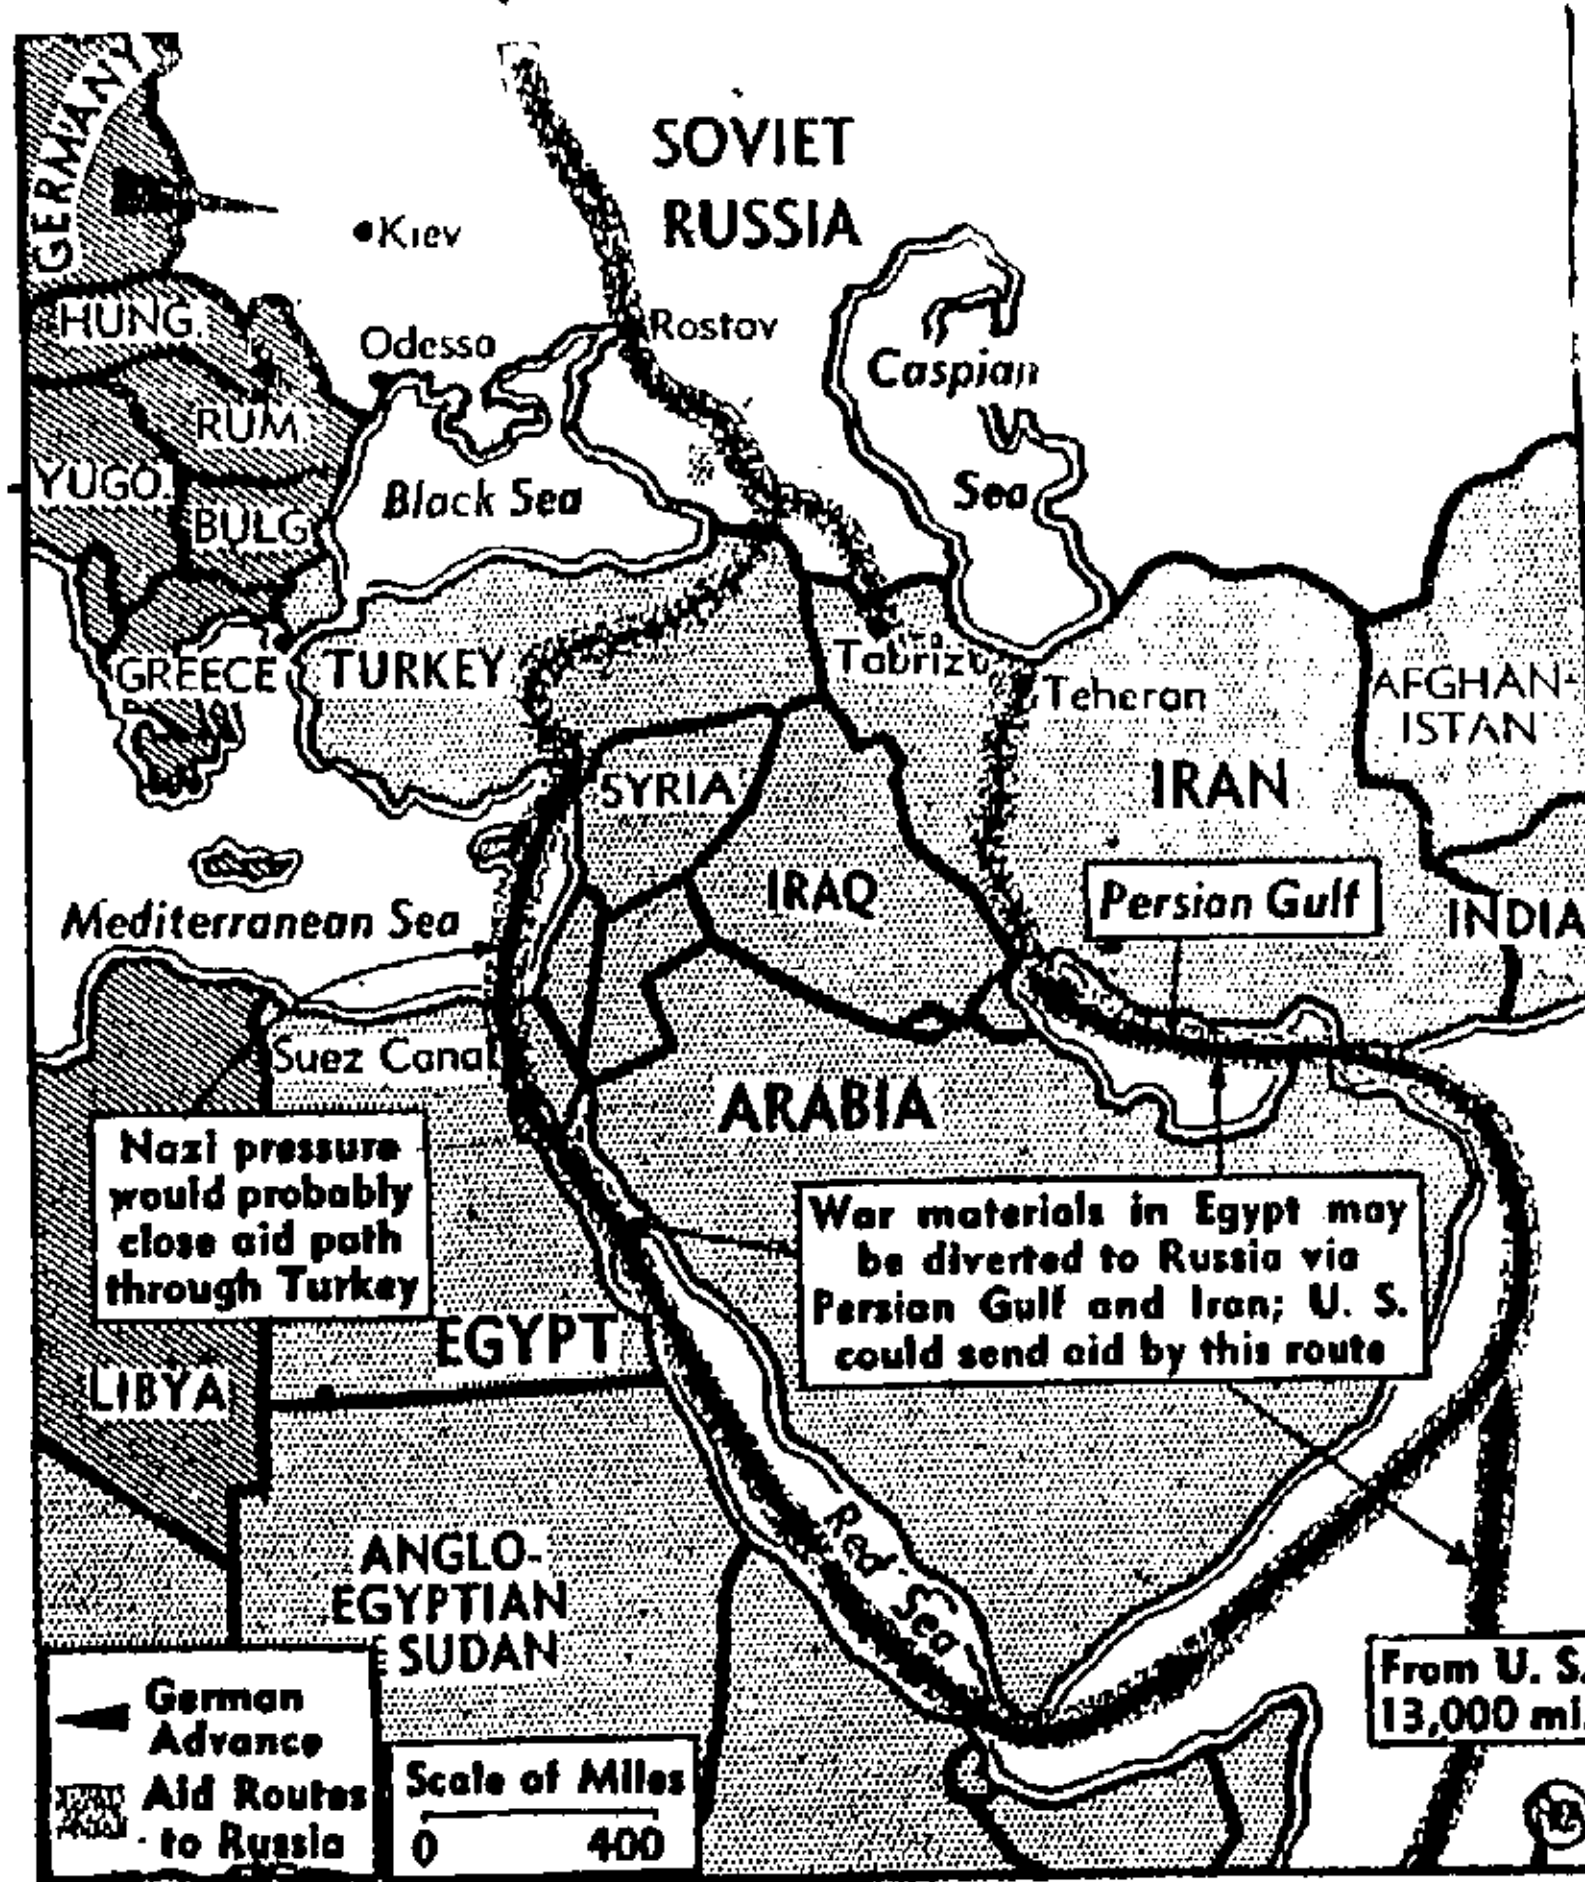 GERMANY
SOVIET
RUSSIA
Kiev
HUNG.
Odessa
Rostov
Caspian
Sea
RUM.
YUGO.
BULG
Black Sea
GREECE
TURKEY
Tabriz
Teheran
AFGHAN-
ISTAN
SYRIA
IRAN
IRAQ
Persian Gulf
INDIA
Mediterranean Sea
Suez Canal
ARABIA
Nazi pressure
would probably
close aid path
through Turkey
War materials in Egypt may
be diverted to Russia via
Persian Gulf and Iran; U. S.
could send aid by this route
EGYPT
LIBYA
Red Sea
ANGLO-
EGYPTIAN
SUDAN
From U. S.
13,000 mi.
German
Advance
Aid Routes
to Russia
Scale of Miles
0 400